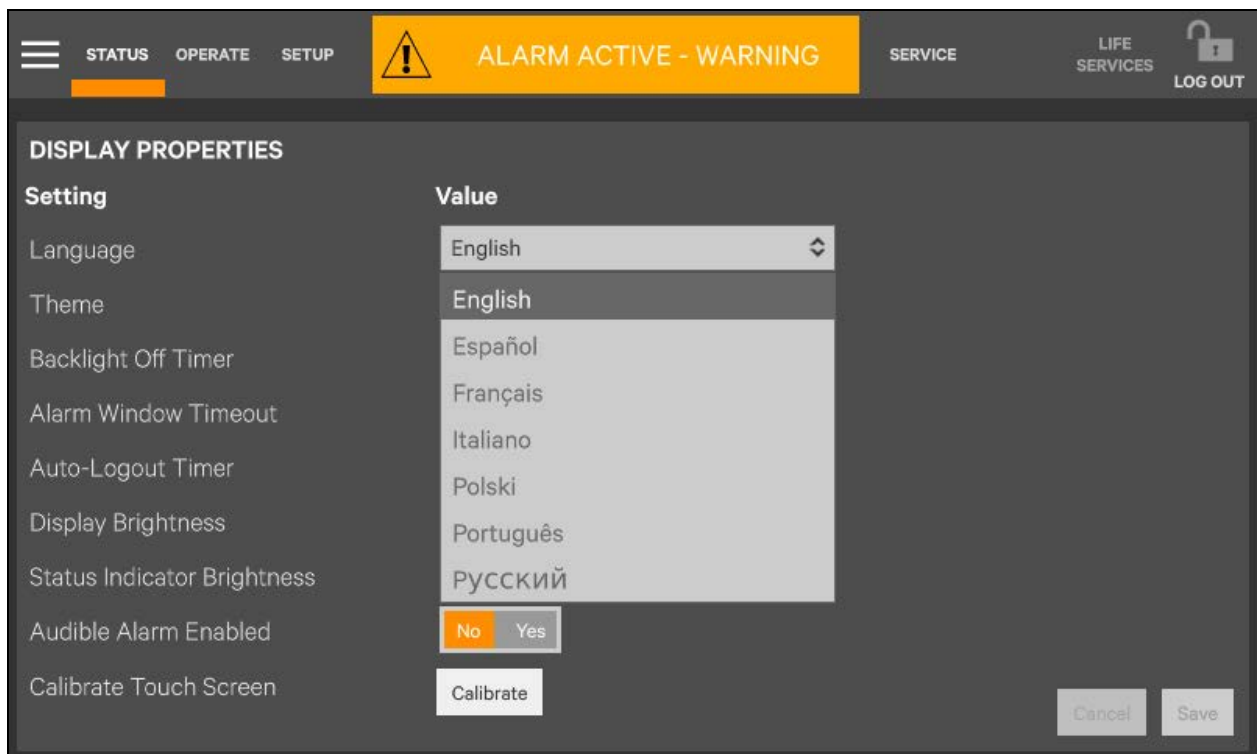 STATUS OPERATE SETUP ALARM ACTIVE - WARNING SERVICE LIFE SERVICES LOG OUT
DISPLAY PROPERTIES
Setting Value
Language English
Theme English
Español
Backlight Off Timer
Français
Alarm Window Timeout
Italiano
Auto-Logout Timer
Polski
Display Brightness
Português
Status Indicator Brightness
Русский
Audible Alarm Enabled No Yes
Calibrate Touch Screen Calibrate
Cancel Save